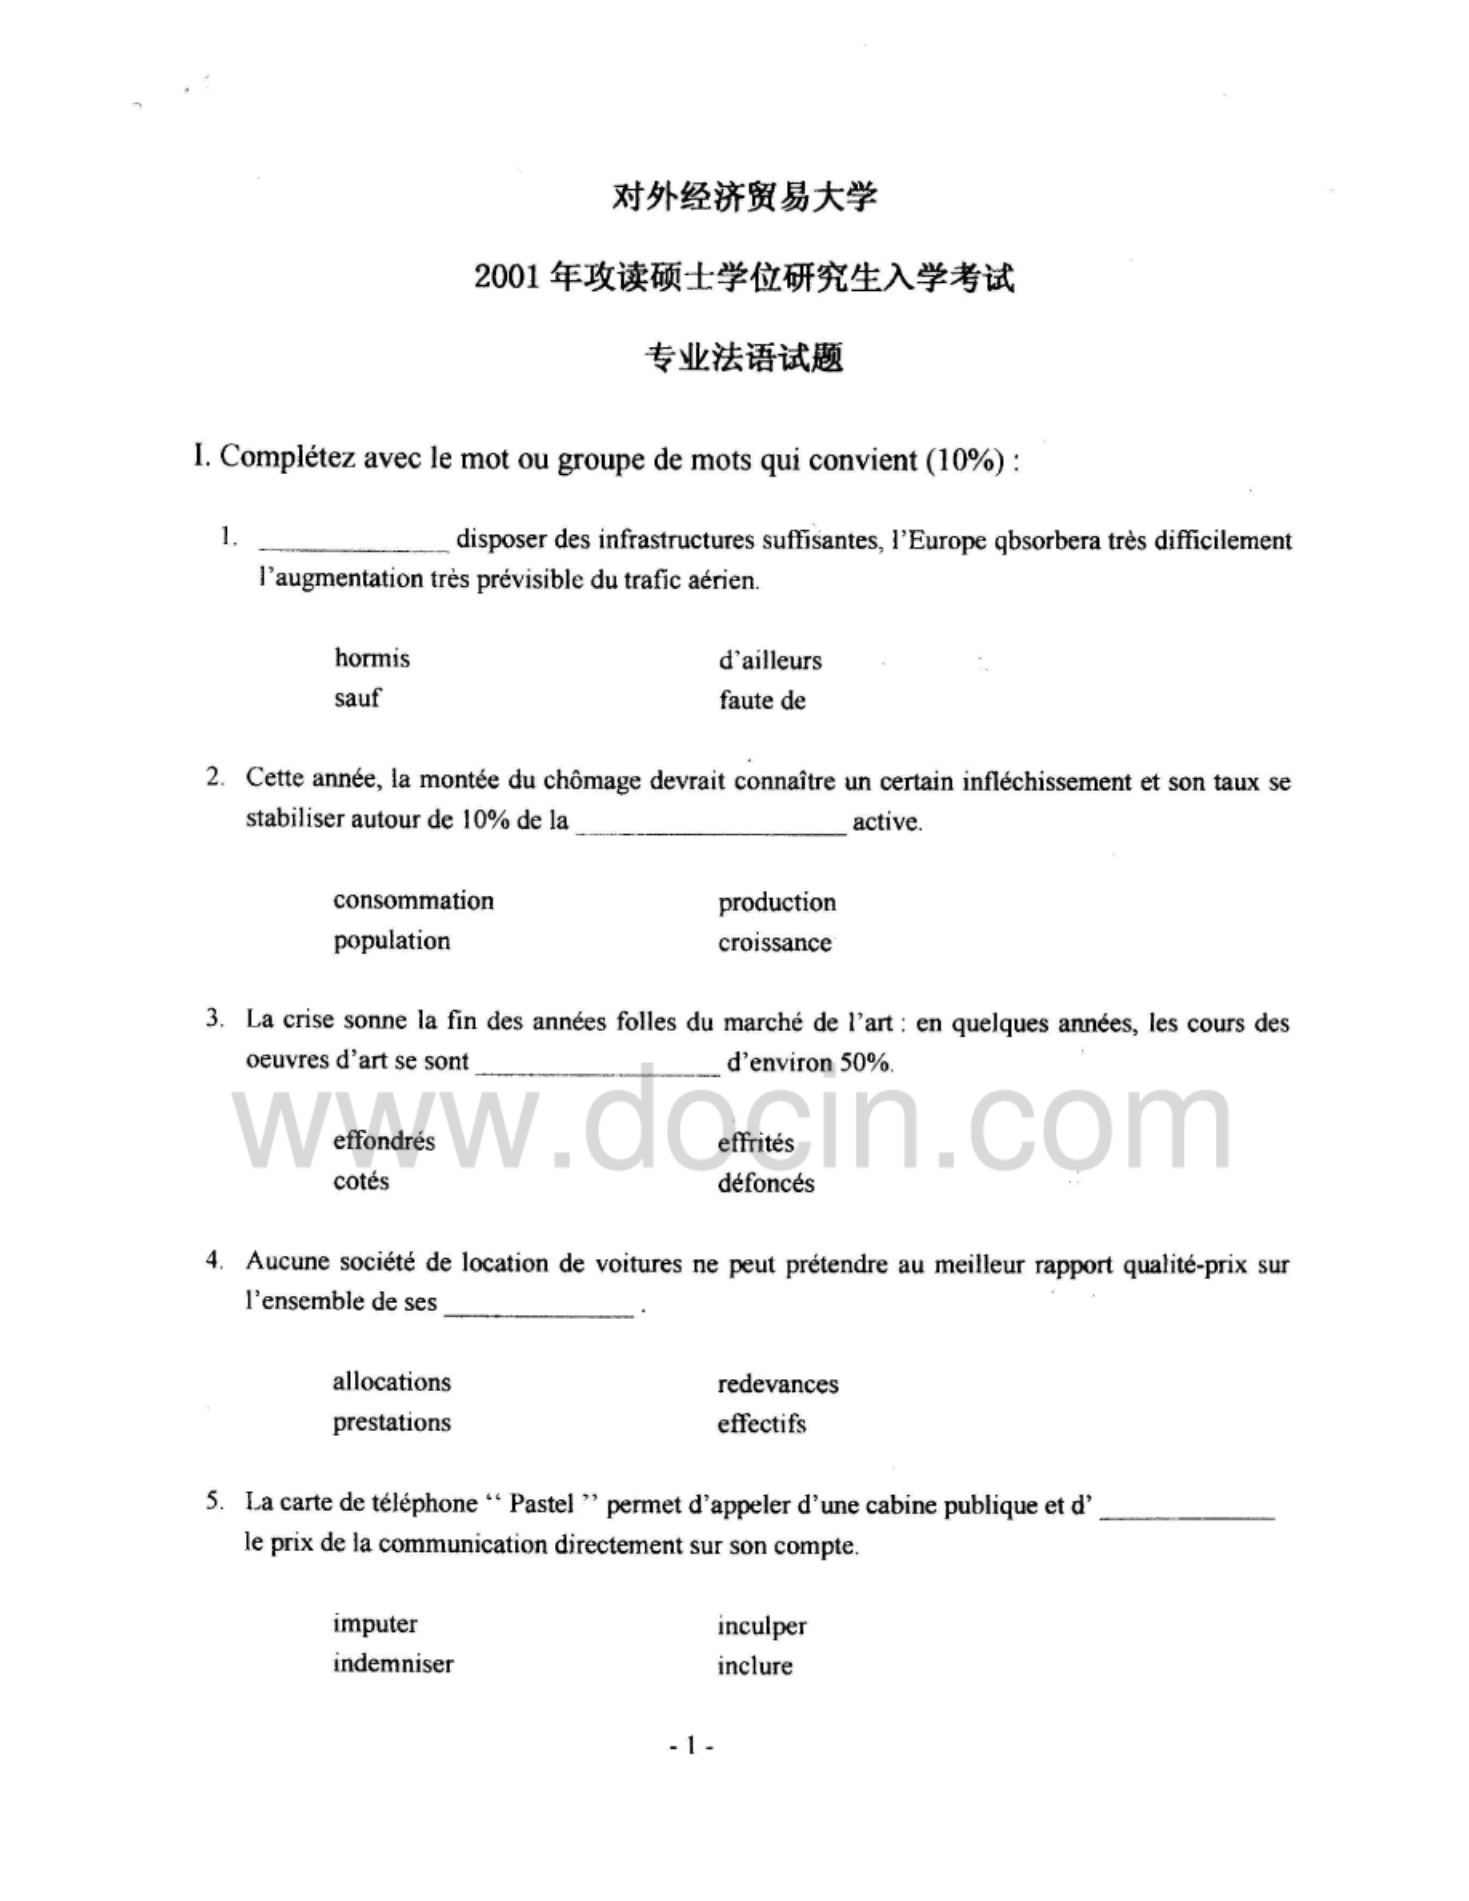 对外经济贸易大学
2001 年攻读硕士学位研究生入学考试
专业法语试题
I. Complétez avec le mot ou groupe de mots qui convient (10%) :
1. ______________ disposer des infrastructures suffisantes, l’Europe qbsorbera très difficilement
l’augmentation très prévisible du trafic aérien.
hormis d’ailleurs
sauf faute de
2. Cette année, la montée du chômage devrait connaître un certain infléchissement et son taux se
stabiliser autour de 10% de la ____________________ active.
consommation production
population croissance
3. La crise sonne la fin des années folles du marché de l’art : en quelques années, les cours des
oeuvres d’art se sont __________________ d’environ 50%.
www.docin.com
effondrés effrités
cotés défoncés
4. Aucune société de location de voitures ne peut prétendre au meilleur rapport qualité-prix sur
l’ensemble de ses ______________ .
allocations redevances
prestations effectifs
5. La carte de téléphone “ Pastel ” permet d’appeler d’une cabine publique et d’ _____________
le prix de la communication directement sur son compte.
imputer inculper
indemniser inclure
- 1 -